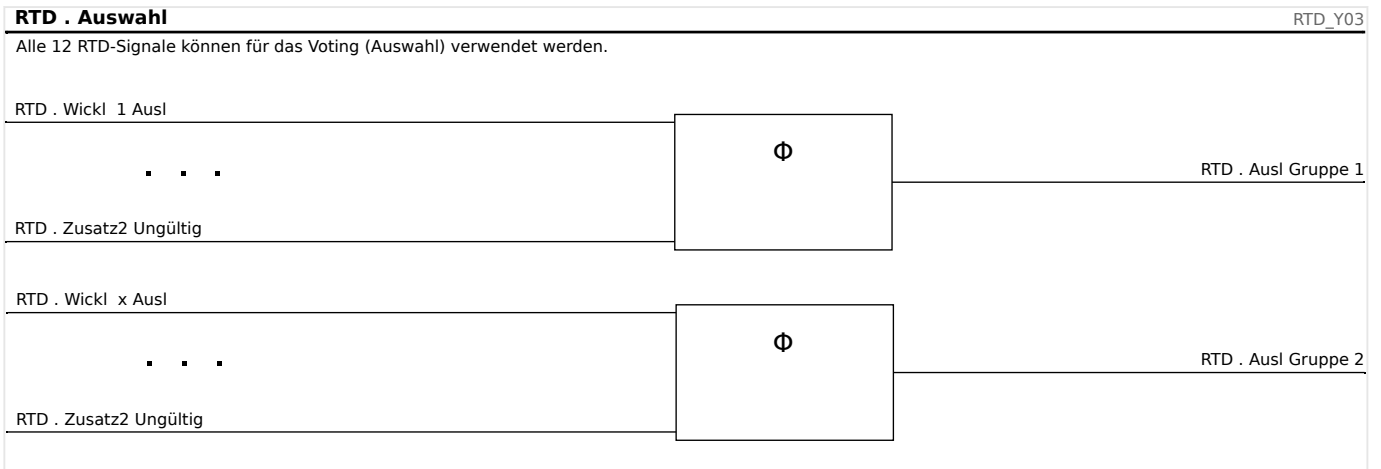 RTD . Auswahl
RTD_Y03
Alle 12 RTD-Signale können für das Voting (Auswahl) verwendet werden.
RTD . Wickl  1 Ausl
Φ
. . .
RTD . Ausl Gruppe 1
RTD . Zusatz2 Ungültig
RTD . Wickl  x Ausl
Φ
. . .
RTD . Ausl Gruppe 2
RTD . Zusatz2 Ungültig